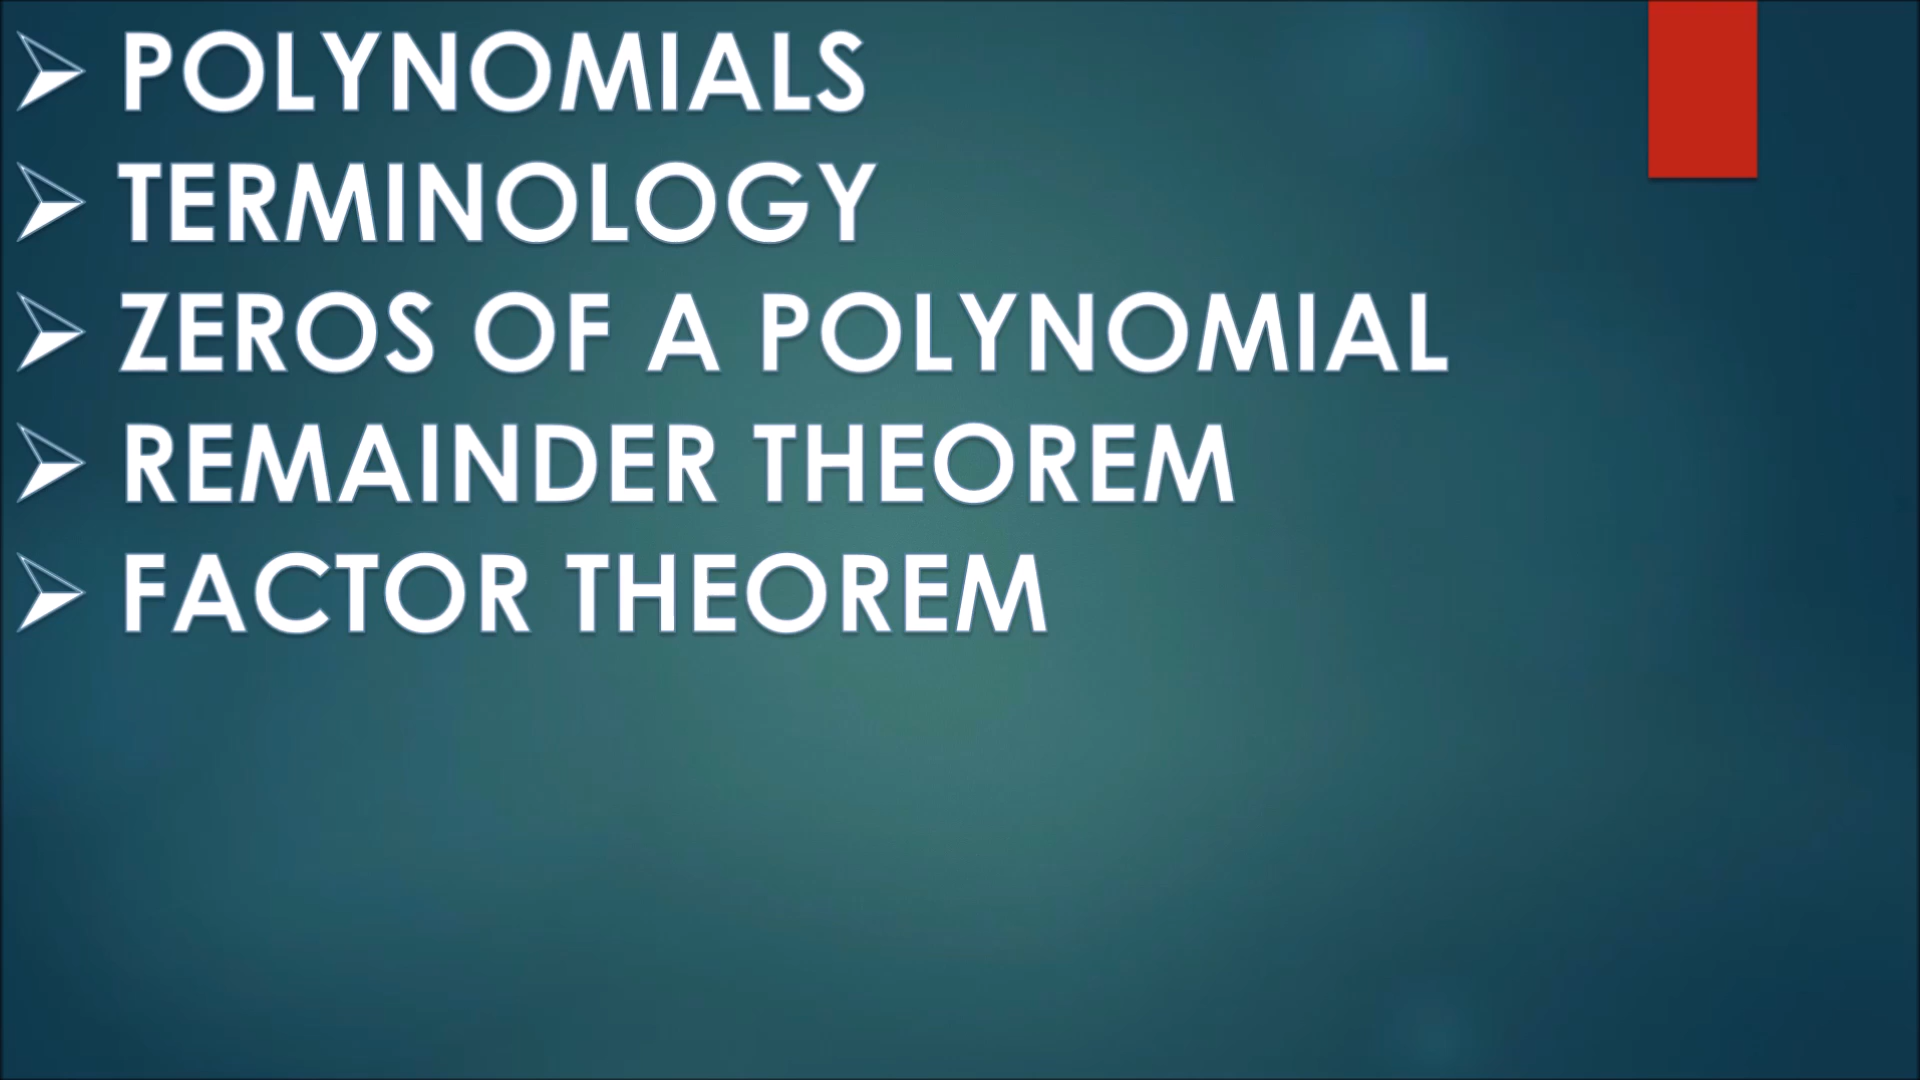 POLYNOMIALS
TERMINOLOGY
ZEROS OF A POLYNOMIAL
REMAINDER THEOREM
FACTOR THEOREM